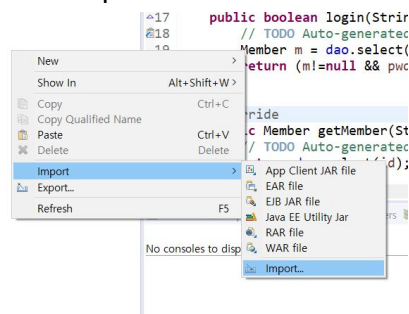 17 public boolean login(Strin
18 // TODO Auto-generated
19 Member m = dao.select(
return (m!=null && pwd
ride
c Member getMember(St
// TODO Auto-generated
(id);
New >
Show In Alt+Shift+W >
Copy Ctrl+C
Copy Qualified Name
Paste Ctrl+V
Delete Delete
Import >
Export...
Refresh F5
App Client JAR file
EAR file
EJB JAR file
Java EE Utility Jar
RAR file
WAR file
Import...
ers
No consoles to disp